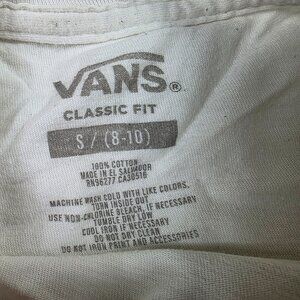 VANS®
CLASSIC FIT
S / (8-10)
100% COTTON
MADE IN EL SALVADOR
RN36277 CA30516
MACHINE WASH COLD WITH LIKE COLORS.
TURN INSIDE OUT
USE NON-CHLORINE BLEACH, IF NECESSARY
TUMBLE DRY LOW
COOL IRON IF NECESSARY
DO NOT DRY CLEAN
DO NOT IRON PRINT AND ACCESSORIES